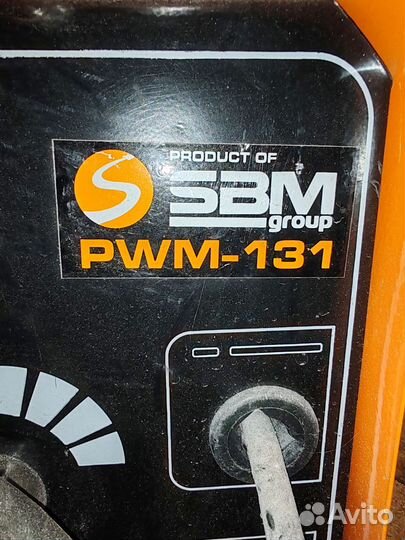 PRODUCT OF
SBM
group
PWM-131
Avito